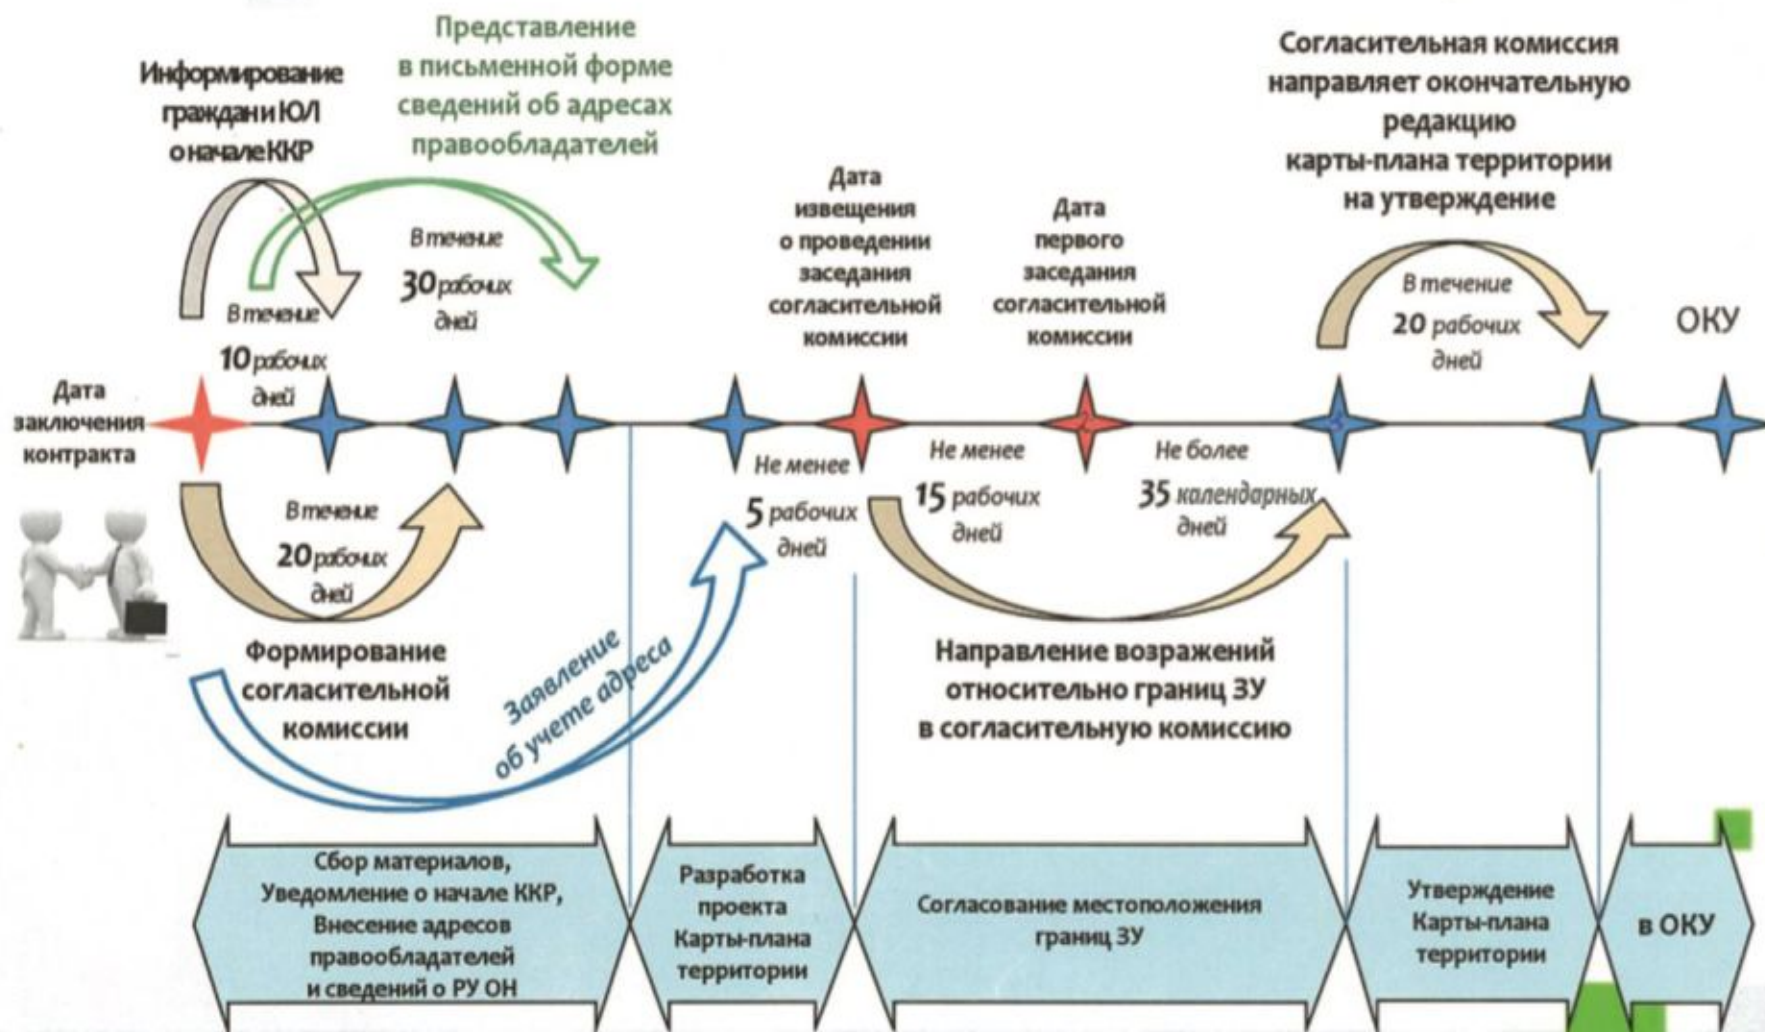 Информирование
граждан и ЮЛ
о начале ККР
Представление
в письменной форме
сведений об адресах
правообладателей
Согласительная комиссия
направляет окончательную
редакцию
карты-плана территории
на утверждение
В течение
10 рабочих
дней
В течение
30 рабочих
дней
Дата
извещения
о проведении
заседания
согласительной
комиссии
Дата
первого
заседания
согласительной
комиссии
В течение
20 рабочих
дней
ОКУ
Дата
заключения
контракта
В течение
20 рабочих
дней
Не менее
5 рабочих
дней
Не менее
15 рабочих
дней
Не более
35 календарных
дней
Формирование
согласительной
комиссии
Заявление
об учете адреса
Направление возражений
относительно границ ЗУ
в согласительную комиссию
Сбор материалов,
Уведомление о начале ККР,
Внесение адресов
правообладателей
и сведений о РУ ОН
Разработка
проекта
Карты-плана
территории
Согласование местоположения
границ ЗУ
Утверждение
Карты-плана
территории
в ОКУ